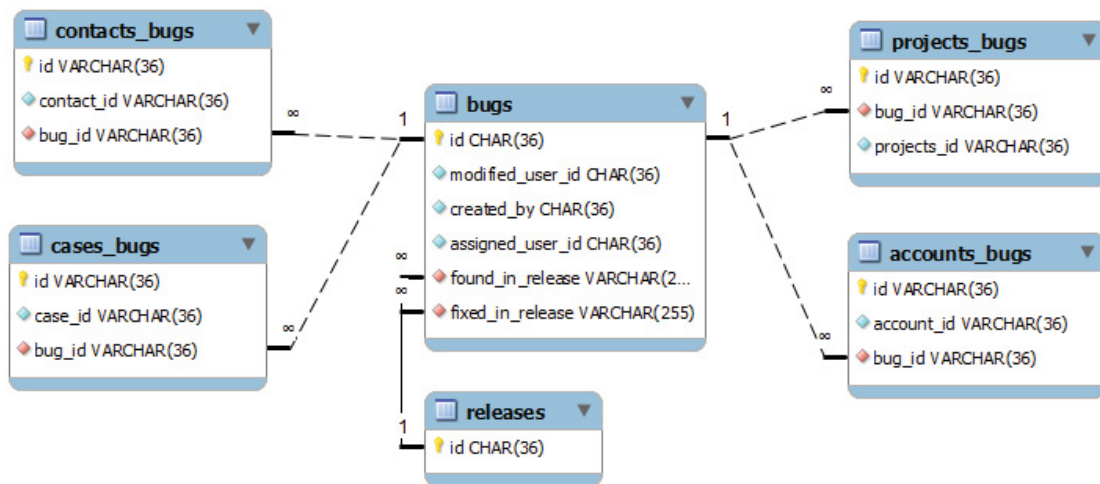 contacts_bugs
id VARCHAR(36)
contact_id VARCHAR(36)
bug_id VARCHAR(36)
∞
cases_bugs
id VARCHAR(36)
case_id VARCHAR(36)
bug_id VARCHAR(36)
∞
1
bugs
id CHAR(36)
modified_user_id CHAR(36)
created_by CHAR(36)
assigned_user_id CHAR(36)
found_in_release VARCHAR(2...
fixed_in_release VARCHAR(255)
∞
∞
1
1
releases
id CHAR(36)
projects_bugs
id VARCHAR(36)
bug_id VARCHAR(36)
projects_id VARCHAR(36)
∞
accounts_bugs
id VARCHAR(36)
account_id VARCHAR(36)
bug_id VARCHAR(36)
∞